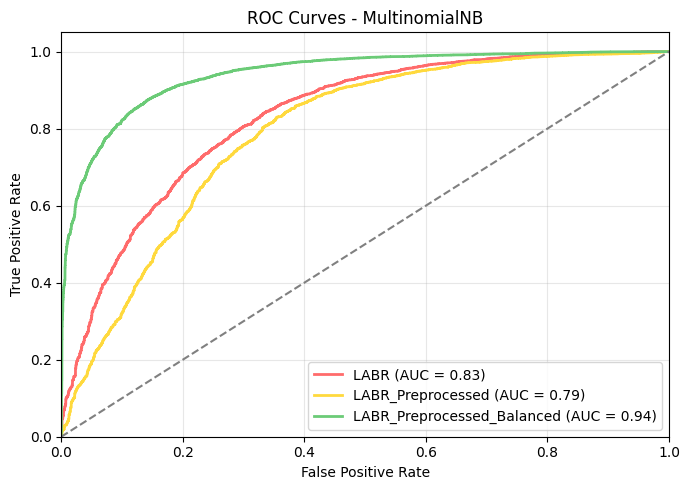 ROC Curves - MultinomialNB
True Positive Rate
1.0
0.8
0.6
0.4
0.2
0.0
LABR (AUC = 0.83)
LABR_Preprocessed (AUC = 0.79)
LABR_Preprocessed_Balanced (AUC = 0.94)
0.0 0.2 0.4 0.6 0.8 1.0
False Positive Rate